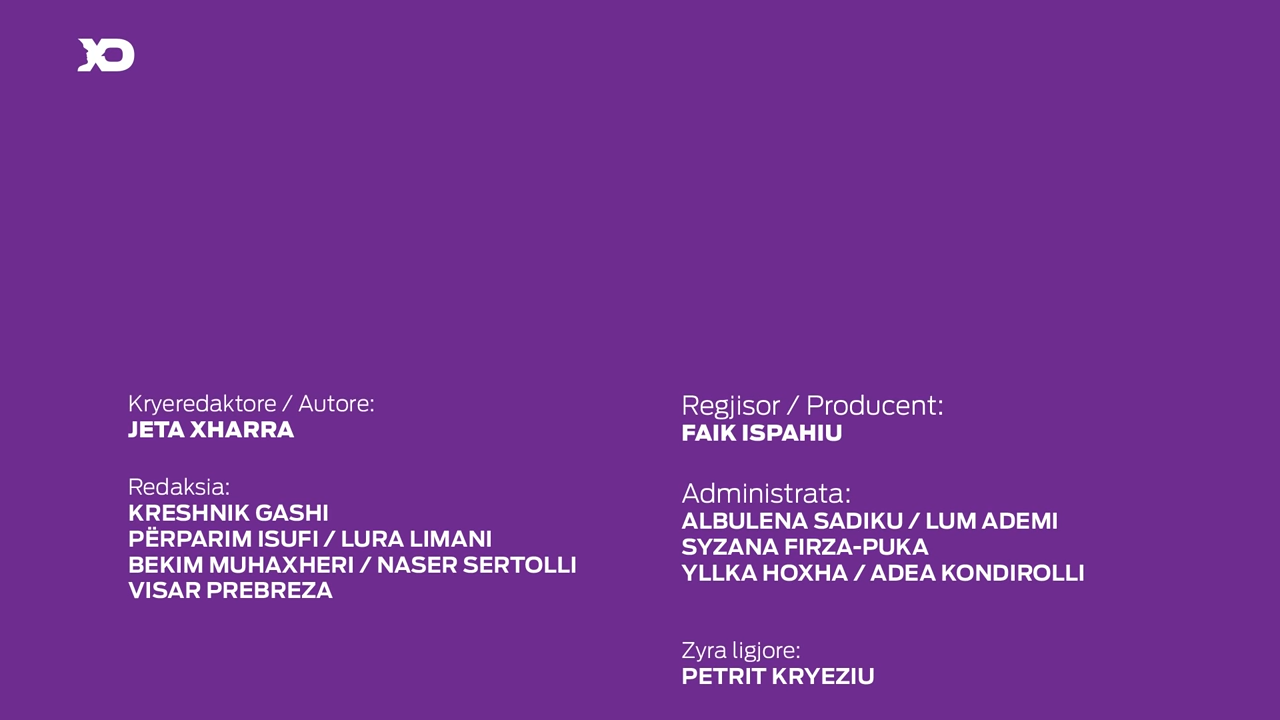 XD
Kryeredaktore / Autore:
JETA XHARRA
Redaksia:
KRESHNIK GASHI
PËRPARIM ISUFI / LURA LIMANI
BEKIM MUHAXHERI / NASER SERTOLLI
VISAR PREBREZA
Regjisor / Producent:
FAIK ISPAHIU
Administrata:
ALBULENA SADIKU / LUM ADEMI
SYZANA FIRZA-PUKA
YLLKA HOXHA / ADEA KONDIROLLI
Zyra ligjore:
PETRIT KRYEZIU